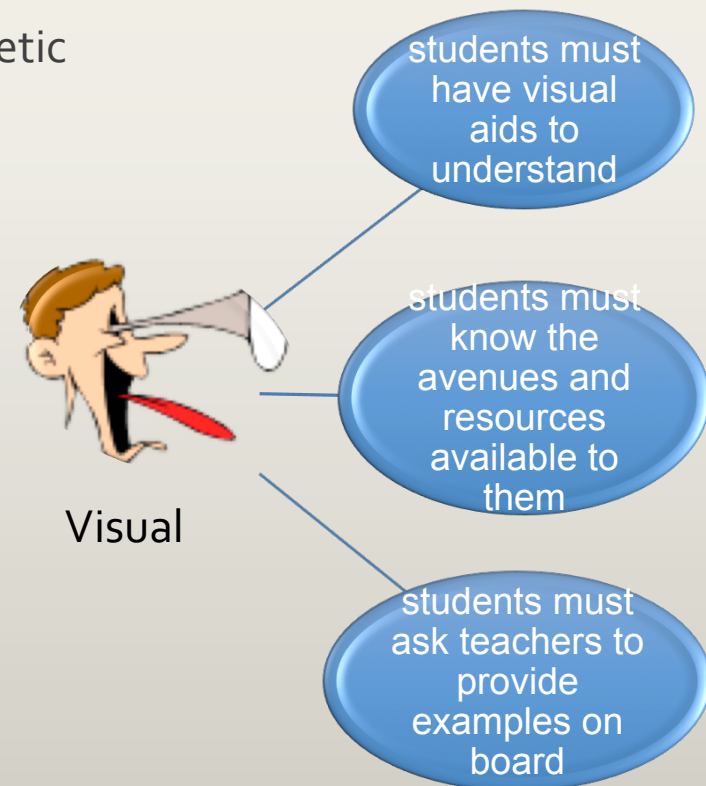 etic
students must
have visual
aids to
understand
students must
know the
avenues and
resources
available to
them
Visual
students must
ask teachers to
provide
examples on
board